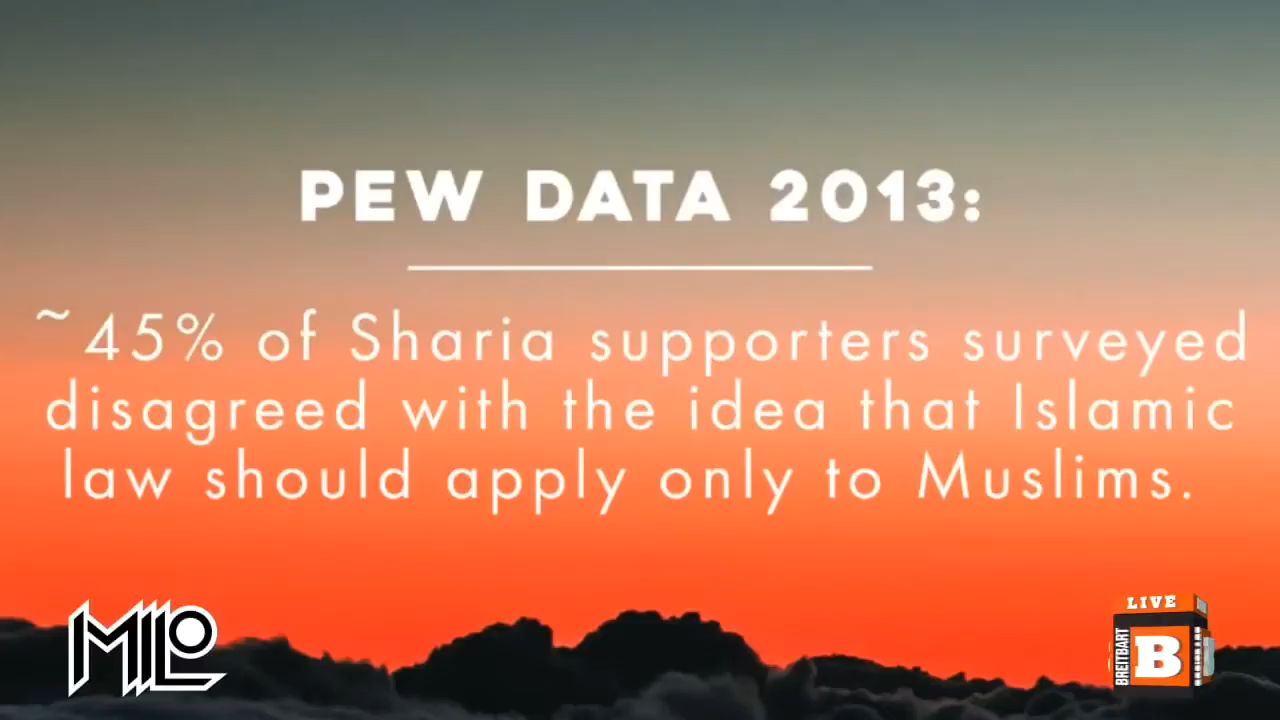 PEW DATA 2013:
~45% of Sharia supporters surveyed
disagreed with the idea that Islamic
law should apply only to Muslims.
MILO
LIVE
BREITBART
B